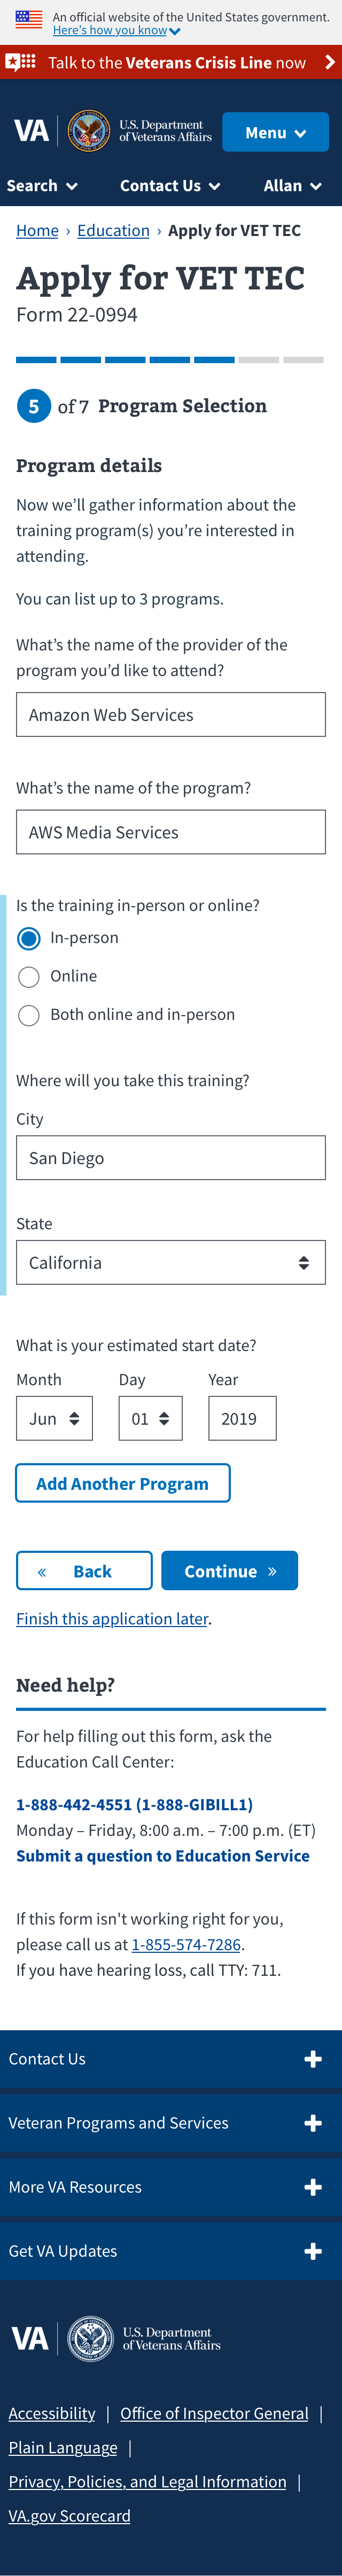 An official website of the United States government.
Here's how you know
Talk to the Veterans Crisis Line now
VA
U.S. Department
of Veterans Affairs
Menu
Search
Contact Us
Allan
Home › Education › Apply for VET TEC
Apply for VET TEC
Form 22-0994
5 of 7 Program Selection
Program details
Now we'll gather information about the
training program(s) you're interested in
attending.
You can list up to 3 programs.
What's the name of the provider of the
program you'd like to attend?
Amazon Web Services
What's the name of the program?
AWS Media Services
Is the training in-person or online?
In-person
Online
Both online and in-person
Where will you take this training?
City
San Diego
State
California
What is your estimated start date?
Month Day Year
Jun 01 2019
Add Another Program
« Back
Continue »
Finish this application later.
Need help?
For help filling out this form, ask the
Education Call Center:
1-888-442-4551 (1-888-GIBILL1)
Monday – Friday, 8:00 a.m. – 7:00 p.m. (ET)
Submit a question to Education Service
If this form isn't working right for you,
please call us at 1-855-574-7286.
If you have hearing loss, call TTY: 711.
Contact Us
Veteran Programs and Services
More VA Resources
Get VA Updates
VA
U.S. Department
of Veterans Affairs
Accessibility | Office of Inspector General |
Plain Language |
Privacy, Policies, and Legal Information |
VA.gov Scorecard